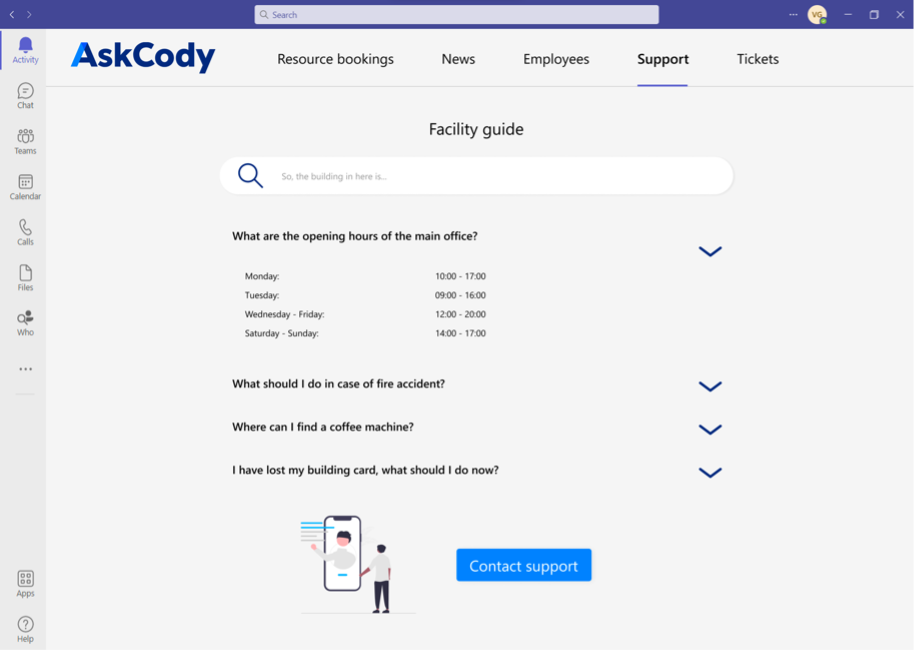 Search
VG
Activity
Chat
Teams
Calendar
Calls
Files
Who
Apps
Help
AskCody
Resource bookings
News
Employees
Support
Tickets
Facility guide
So, the building in here is...
What are the opening hours of the main office?
Monday: 10:00 - 17:00
Tuesday: 09:00 - 16:00
Wednesday - Friday: 12:00 - 20:00
Saturday - Sunday: 14:00 - 17:00
What should I do in case of fire accident?
Where can I find a coffee machine?
I have lost my building card, what should I do now?
Contact support